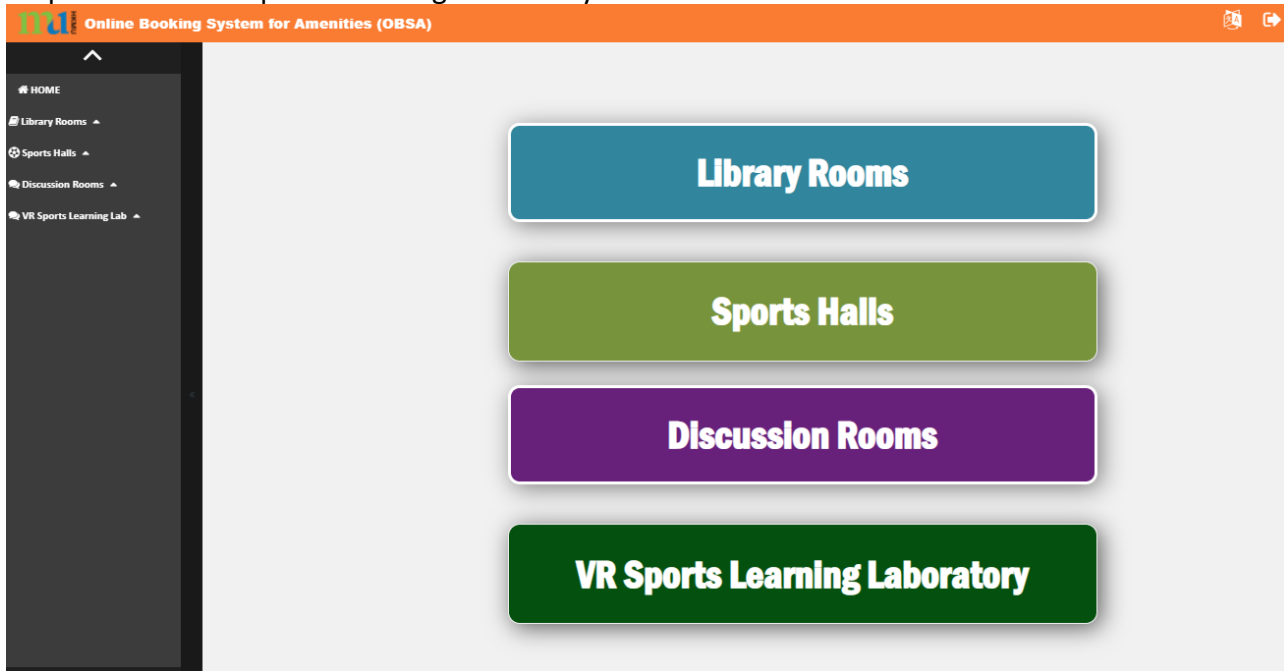 Online Booking System for Amenities (OBSA)
HOME
Library Rooms
Sports Halls
Discussion Rooms
VR Sports Learning Lab
Library Rooms
Sports Halls
Discussion Rooms
VR Sports Learning Laboratory